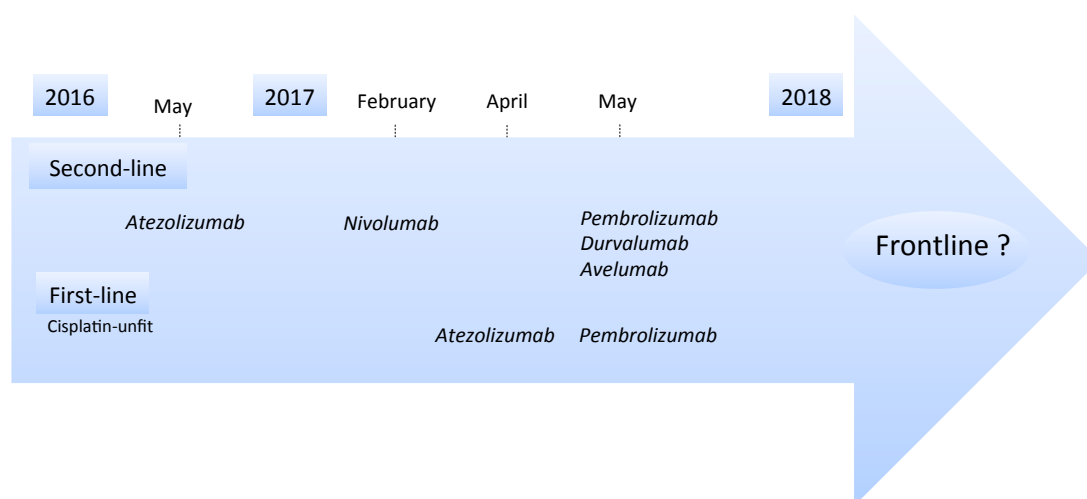 2016
May
2017
February
April
May
2018
Second-line
Atezolizumab
Nivolumab
Pembrolizumab
Durvalumab
Avelumab
Frontline ?
First-line
Cisplatin-unfit
Atezolizumab
Pembrolizumab